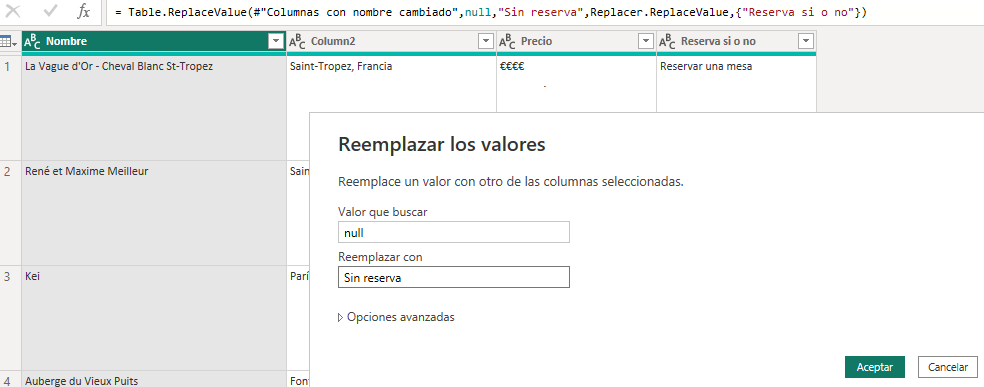 = Table.ReplaceValue(#"Columnas con nombre cambiado",null,"Sin reserva",Replacer.ReplaceValue,{"Reserva si o no"})
Nombre Column2 Precio Reserva si o no
1 La Vague d'Or - Cheval Blanc St-Tropez Saint-Tropez, Francia €€€€ Reservar una mesa
Reemplazar los valores
2 René et Maxime Meilleur Sain
Reemplace un valor con otro de las columnas seleccionadas.
Valor que buscar
null
Reemplazar con
3 Kei Parí
Sin reserva
Opciones avanzadas
Aceptar Cancelar
4 Auberge du Vieux Puits Fon